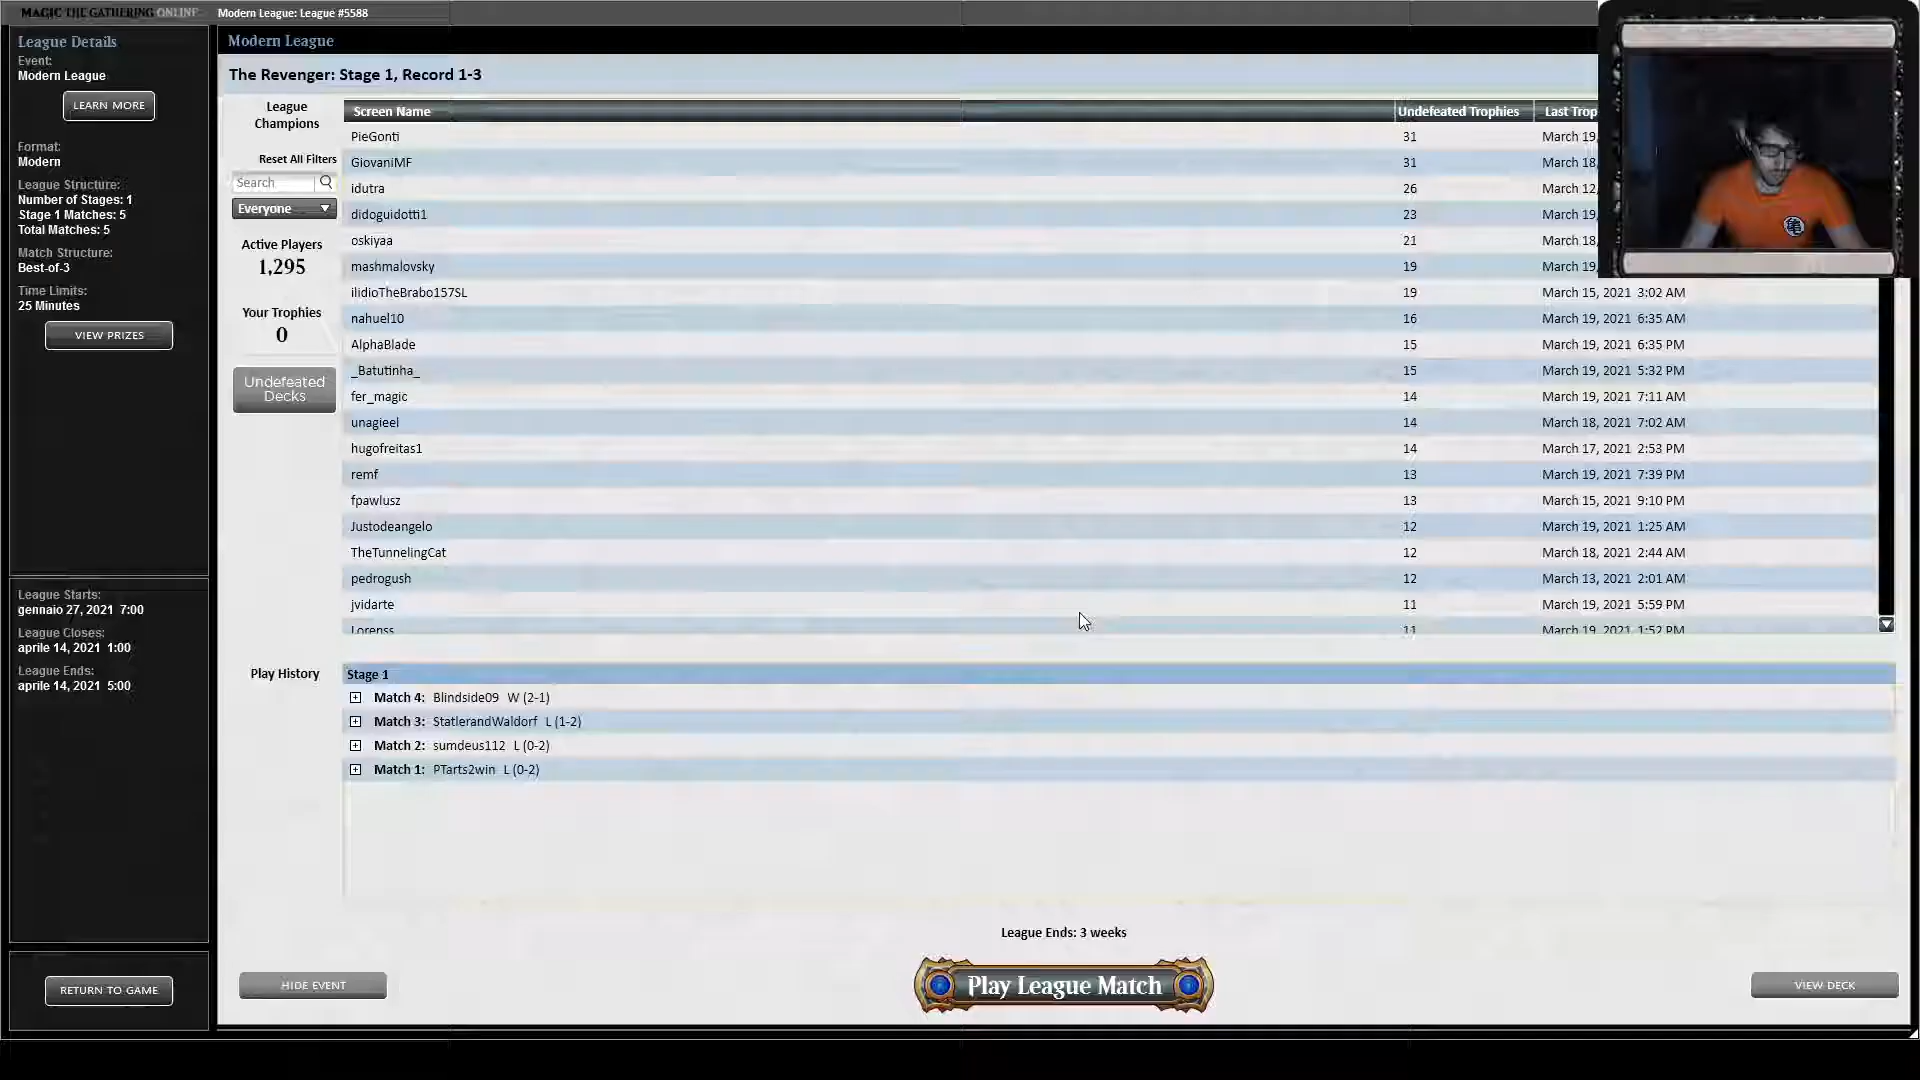 MAGIC THE GATHERING ONLINE Modern League: League #5588
League Details
Event:
Modern League
LEARN MORE
Format:
Modern
League Structure:
Number of Stages: 1
Stage 1 Matches: 5
Total Matches: 5
Match Structure:
Best-of-3
Time Limits:
25 Minutes
VIEW PRIZES
League Starts:
gennaio 27, 2021 7:00
League Closes:
aprile 14, 2021 1:00
League Ends:
aprile 14, 2021 5:00
RETURN TO GAME
Modern League
The Revenger: Stage 1, Record 1-3
League
Champions
Reset All Filters
Search
Everyone
Active Players
1,295
Your Trophies
0
Undefeated
Decks
Screen Name Undefeated Trophies Last Trop
PieGonti 31 March 19,
GiovaniMF 31 March 18,
idutra 26 March 12,
didoguidotti1 23 March 19,
oskiyaa 21 March 18,
mashmalovsky 19 March 19,
ilidioTheBrabo157SL 19 March 15, 2021 3:02 AM
nahuel10 16 March 19, 2021 6:35 AM
AlphaBlade 15 March 19, 2021 6:35 PM
_Batutinha_ 15 March 19, 2021 5:32 PM
fer_magic 14 March 19, 2021 7:11 AM
unagieel 14 March 18, 2021 7:02 AM
hugofreitas1 14 March 17, 2021 2:53 PM
remf 13 March 19, 2021 7:39 PM
fpawlusz 13 March 15, 2021 9:10 PM
Justodeangelo 12 March 19, 2021 1:25 AM
TheTunnelingCat 12 March 18, 2021 2:44 AM
pedrogush 12 March 13, 2021 2:01 AM
jvidarte 11 March 19, 2021 5:59 PM
Lorenss 11 March 19, 2021 1:52 PM
Play History
Stage 1
Match 4: Blindside09 W (2-1)
Match 3: StatlerandWaldorf L (1-2)
Match 2: sumdeus112 L (0-2)
Match 1: PTarts2win L (0-2)
League Ends: 3 weeks
HIDE EVENT
Play League Match
VIEW DECK
亀